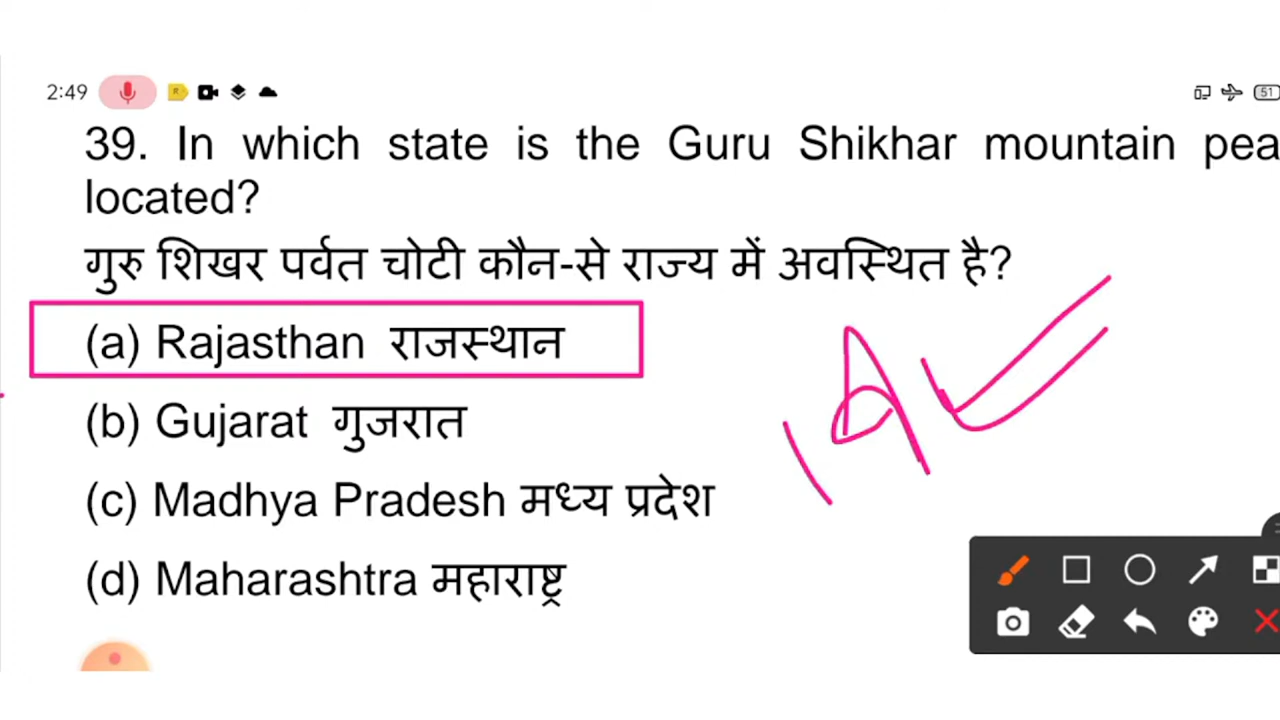 2:49 R 51
39. In which state is the Guru Shikhar mountain pea
located?
गुरु शिखर पर्वत चोटी कौन-से राज्य में अवस्थित है?
(a) Rajasthan राजस्थान
(b) Gujarat गुजरात
(c) Madhya Pradesh मध्य प्रदेश
(d) Maharashtra महाराष्ट्र
A